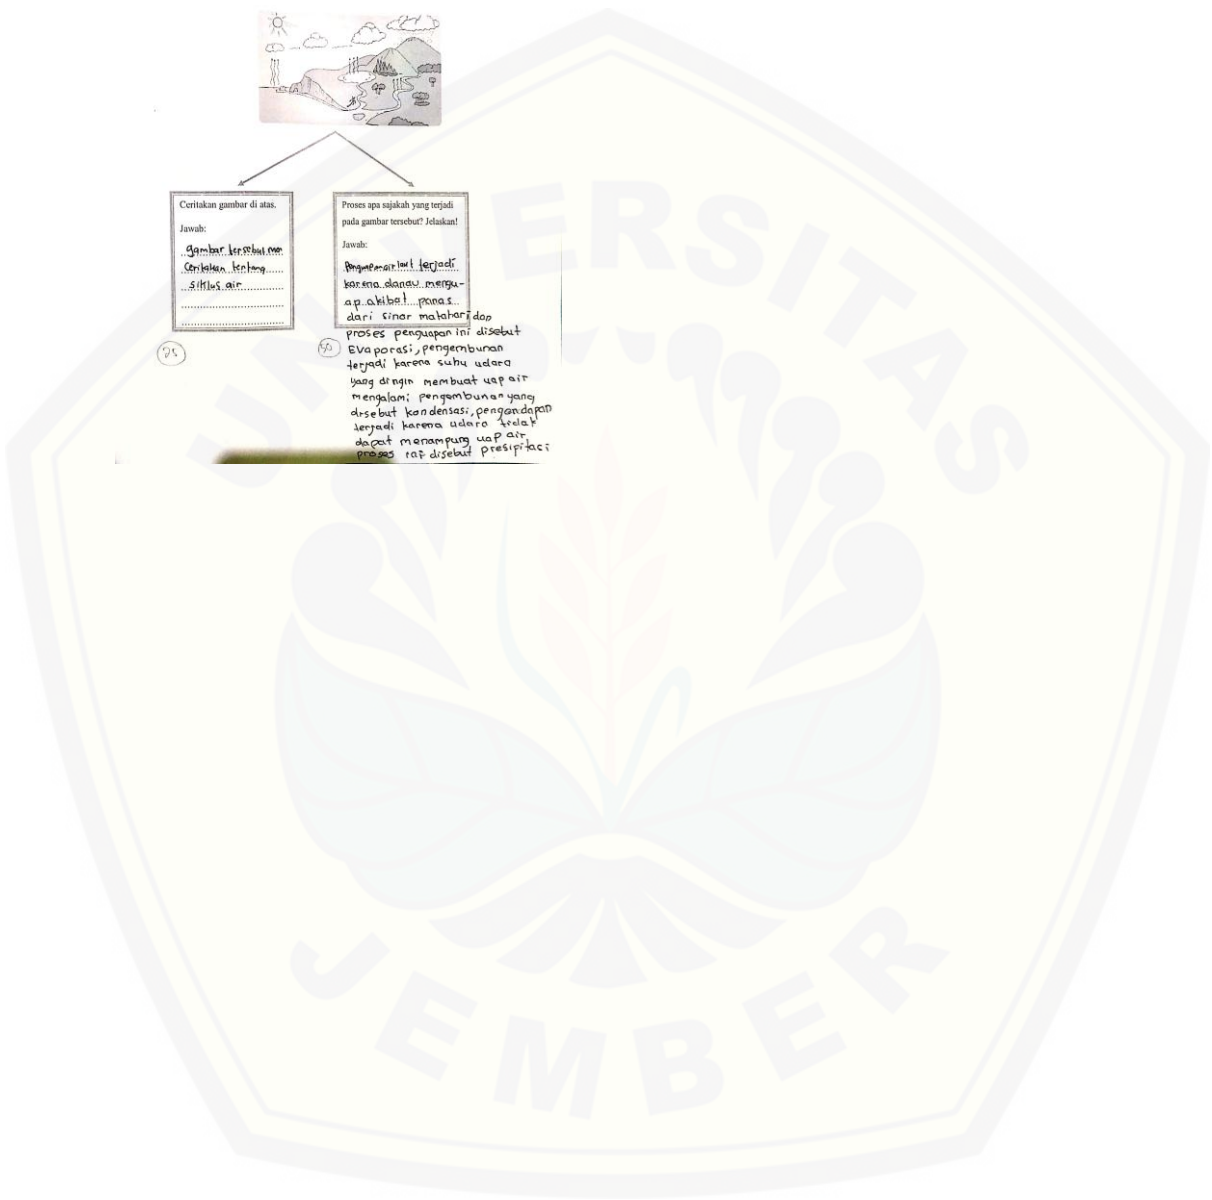 Ceritakan gambar di atas.
Jawab:
gambar tersebut men
ceritakan tentang
siklus air
25
Proses apa sajakah yang terjadi
pada gambar tersebut? Jelaskan!
Jawab:
Penguapan air laut terjadi
karena danau mengu-
ap akibat panas
dari sinar matahari dan
proses penguapan ini disebut
Evaporasi, pengembunan
terjadi karena suhu udara
yang dingin membuat uap air
mengalami pengembunan yang
disebut kondensasi, pengendapan
terjadi karena udara tidak
dapat menampung uap air
proses disebut presipitaci
50
UNIVERSITAS
JEMBER